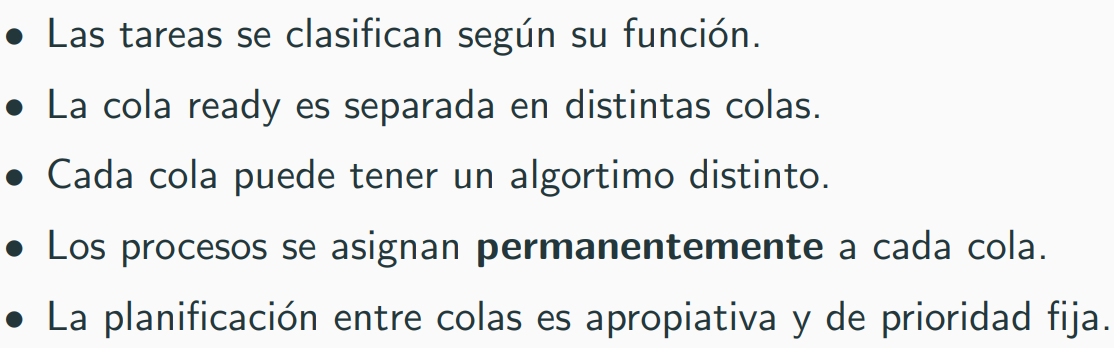 • Las tareas se clasifican según su función.
• La cola ready es separada en distintas colas.
• Cada cola puede tener un algortimo distinto.
• Los procesos se asignan permanentemente a cada cola.
• La planificación entre colas es apropiativa y de prioridad fija.